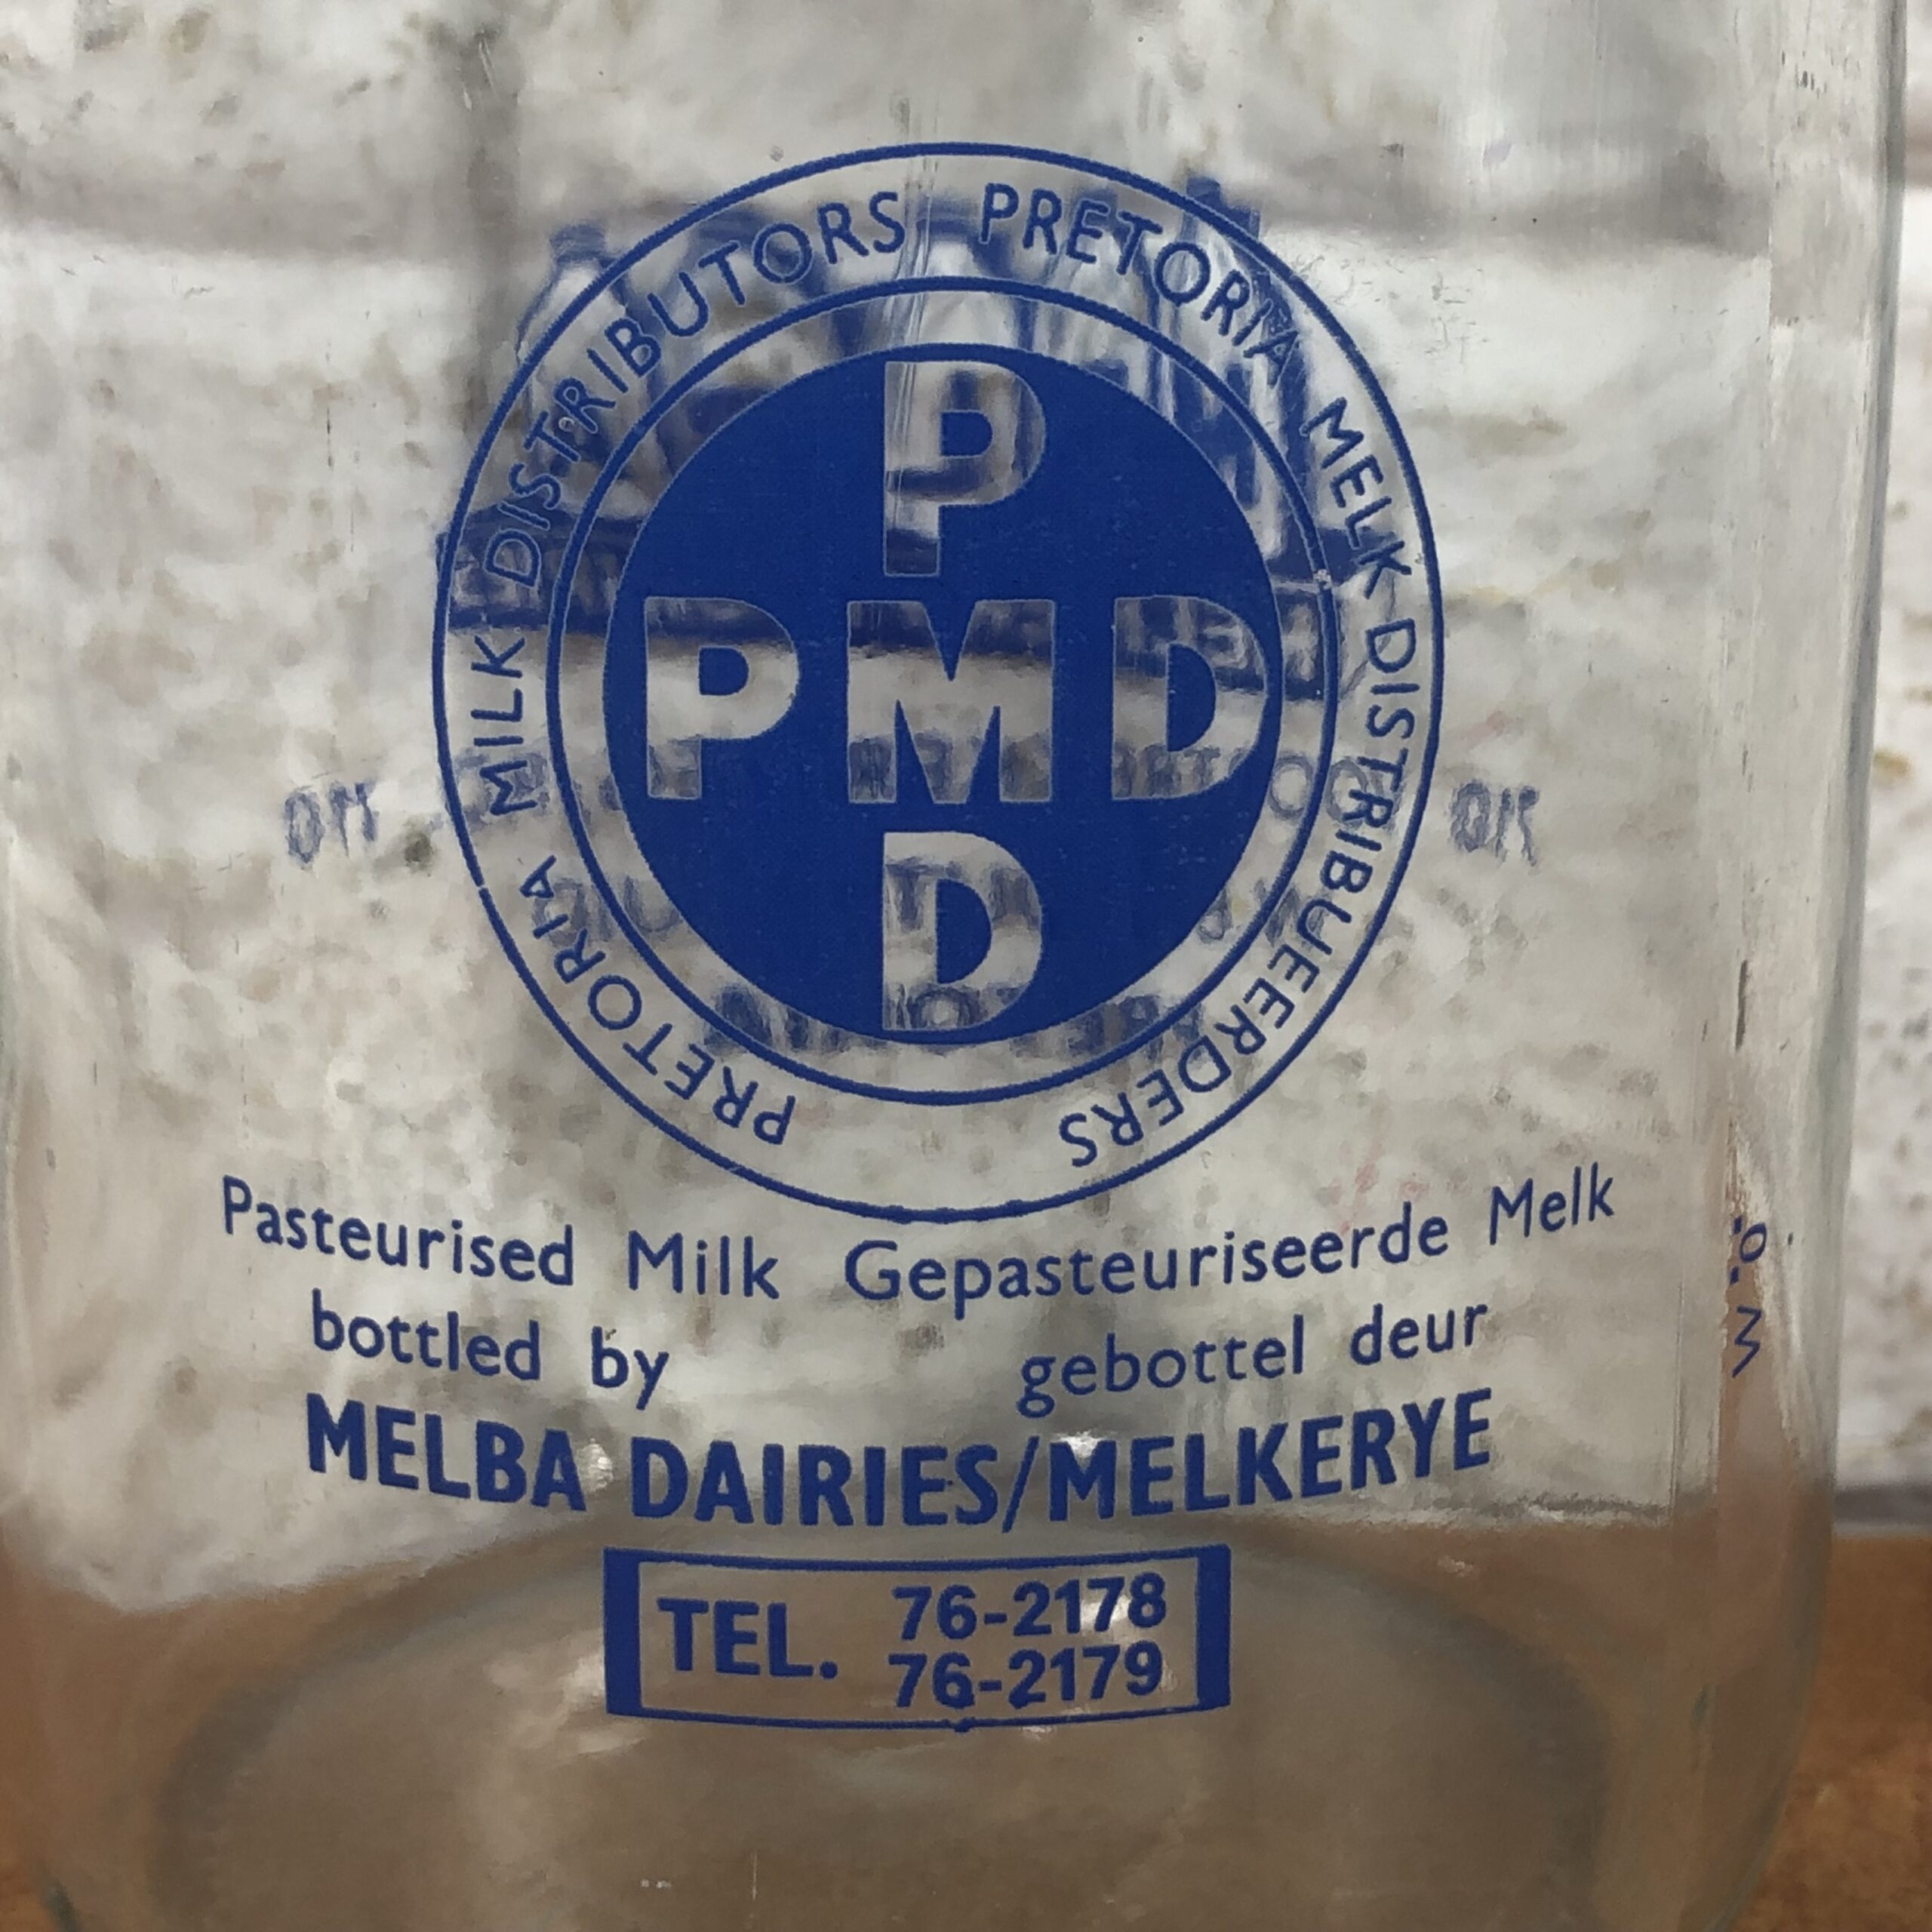 PRETORIA MILK DISTRIBUTORS PRETORIA MELK DISTRIBUEERDERS
P
PMD
D
Pasteurised Milk Gepasteuriseerde Melk
bottled by gebottel deur
MELBA DAIRIES/MELKERYE
TEL. 76-2178
76-2179